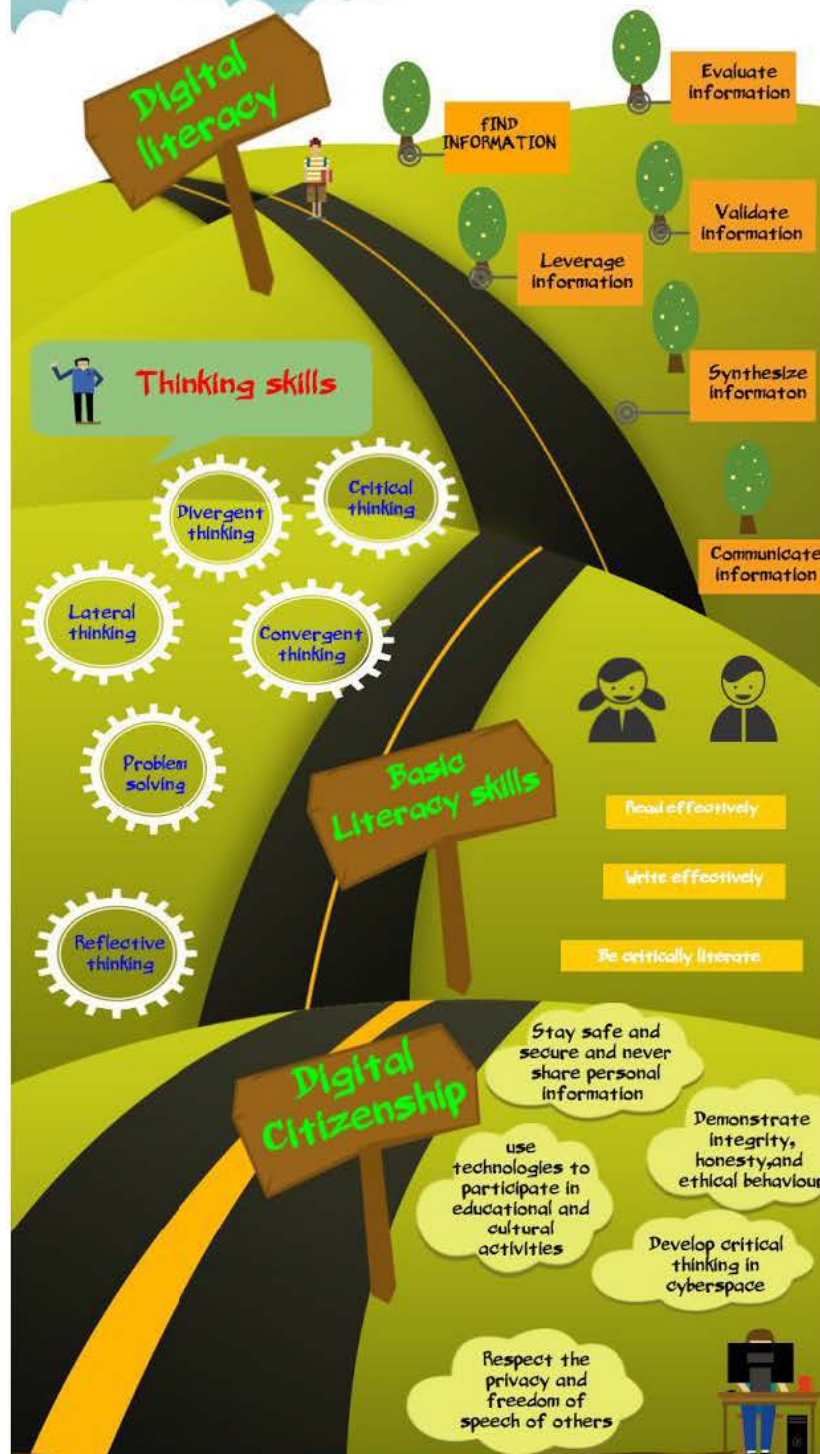 Digital
literacy
fIND
INFORMATION
Evaluate
information
Leverage
information
Validate
information
Synthesize
informaton
Communicate
information
Thinking skills
Divergent
thinking
Critical
thinking
Lateral
thinking
Convergent
thinking
Problem
solving
Reflective
thinking
Basic
Literacy skills
Read effectively
Write effectively
Be critically literate
Digital
Citizenship
Stay safe and
secure and never
share personal
information
Demonstrate
integrity,
honesty,and
ethical behaviour
use
technologies to
participate in
educational and
cultural
activities
Develop critical
thinking in
cyberspace
Respect the
privacy and
freedom of
speech of others